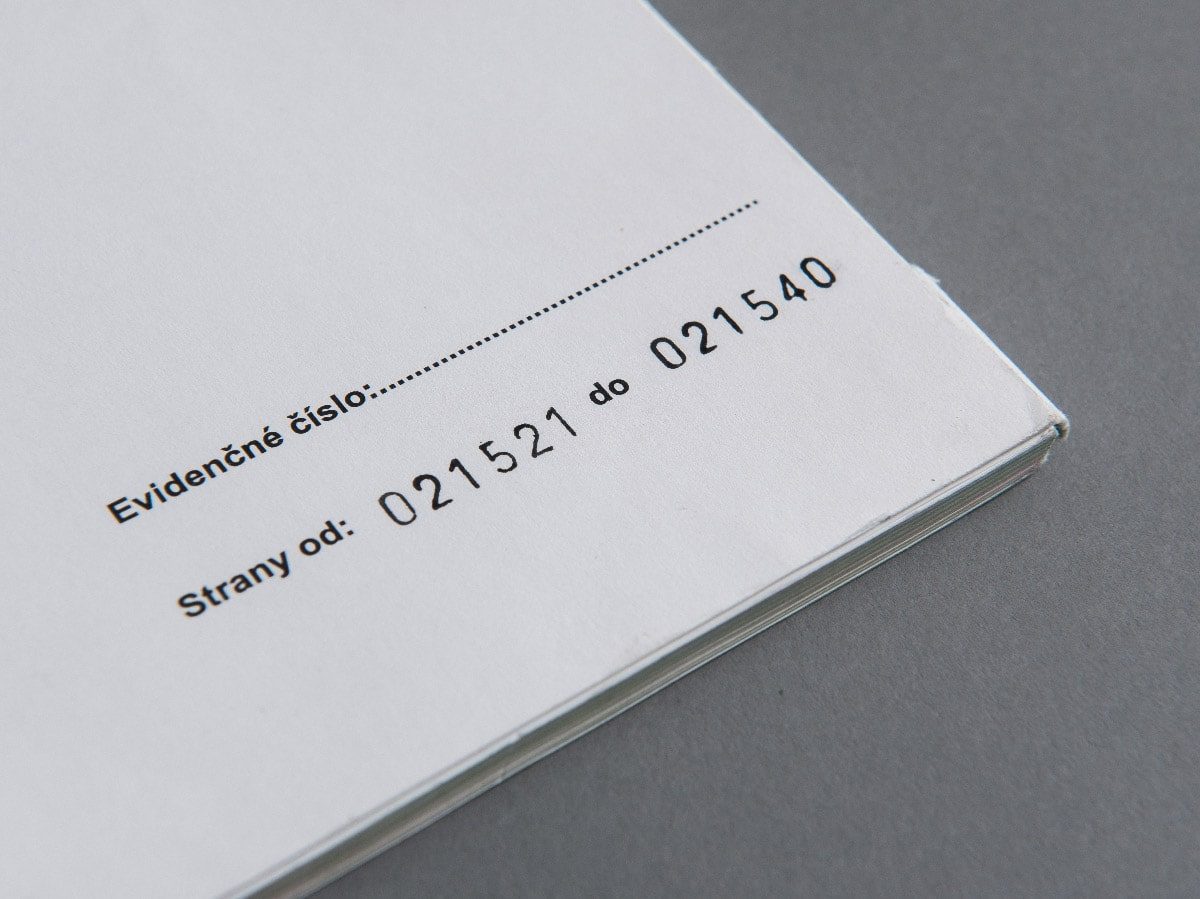 Evidenčné číslo:............................................................
Strany od: 021521 do 021540